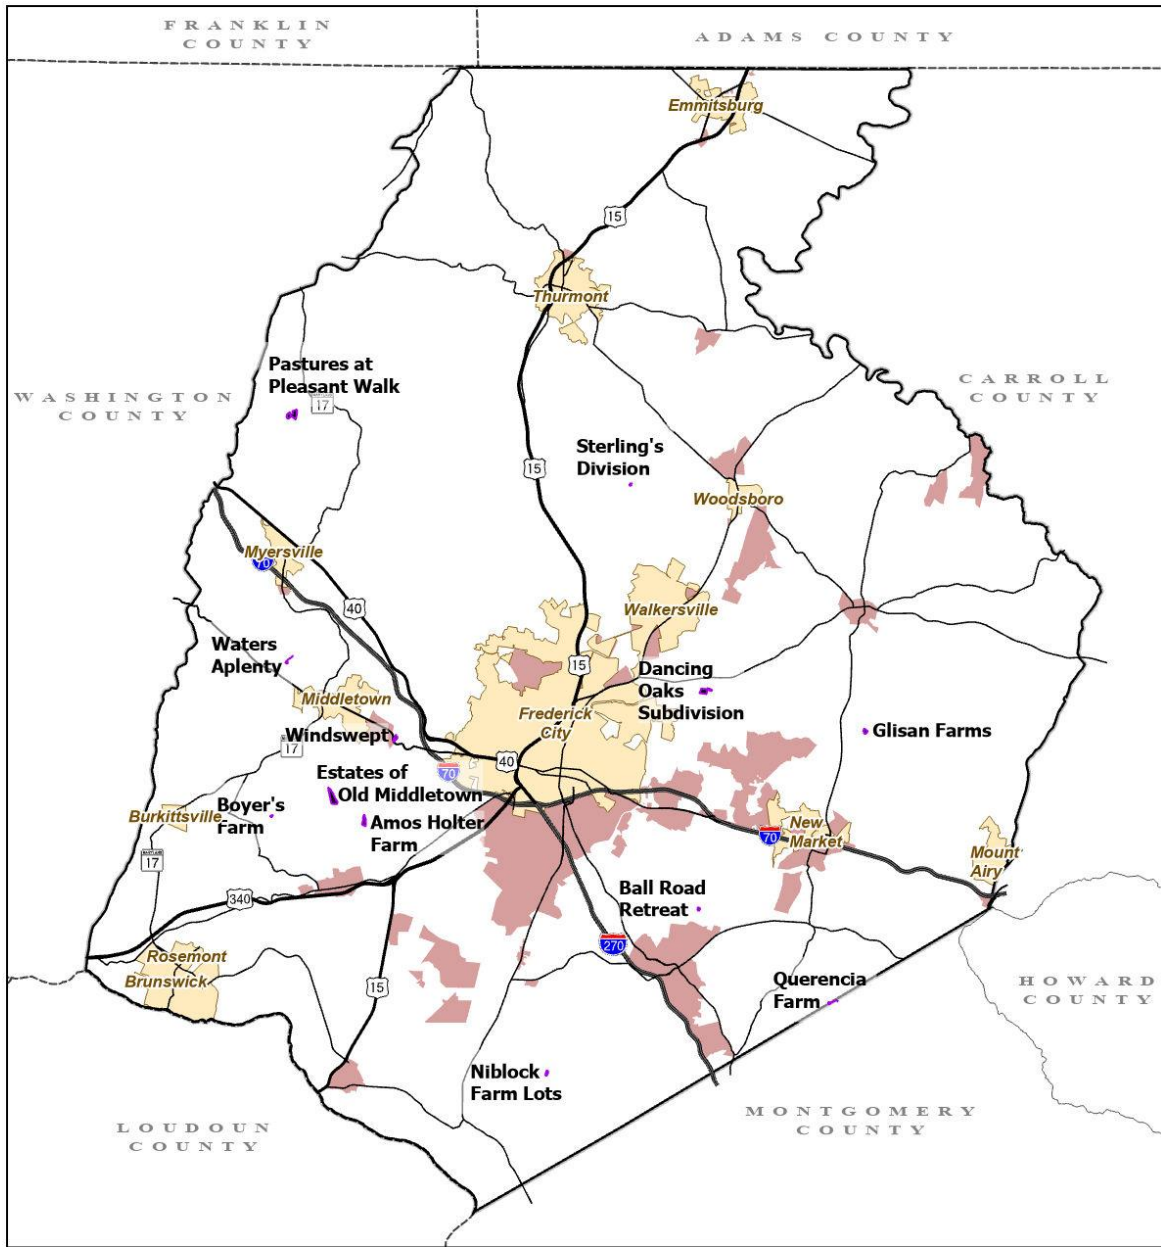 FRANKLIN
COUNTY
ADAMS COUNTY
Emmitsburg
15
Thurmont
Pastures at
Pleasant Walk
17
WASHINGTON
COUNTY
CARROLL
COUNTY
Sterling's
Division
15
Woodsboro
Myersville
70
40
Walkersville
Waters
Aplenty
15
Dancing
Oaks
Subdivision
Middletown
Frederick
City
Glisan Farms
Windswept
17
40
70
Estates of
Old Middletown
Boyer's
Farm
Burkittsville
Amos Holter
Farm
New
Market
70
Mount
Airy
MARYLAND
17
340
Ball Road
Retreat
270
Rosemont
Brunswick
15
Querencia
Farm
HOWARD
COUNTY
Niblock
Farm Lots
MONTGOMERY
COUNTY
LOUDOUN
COUNTY